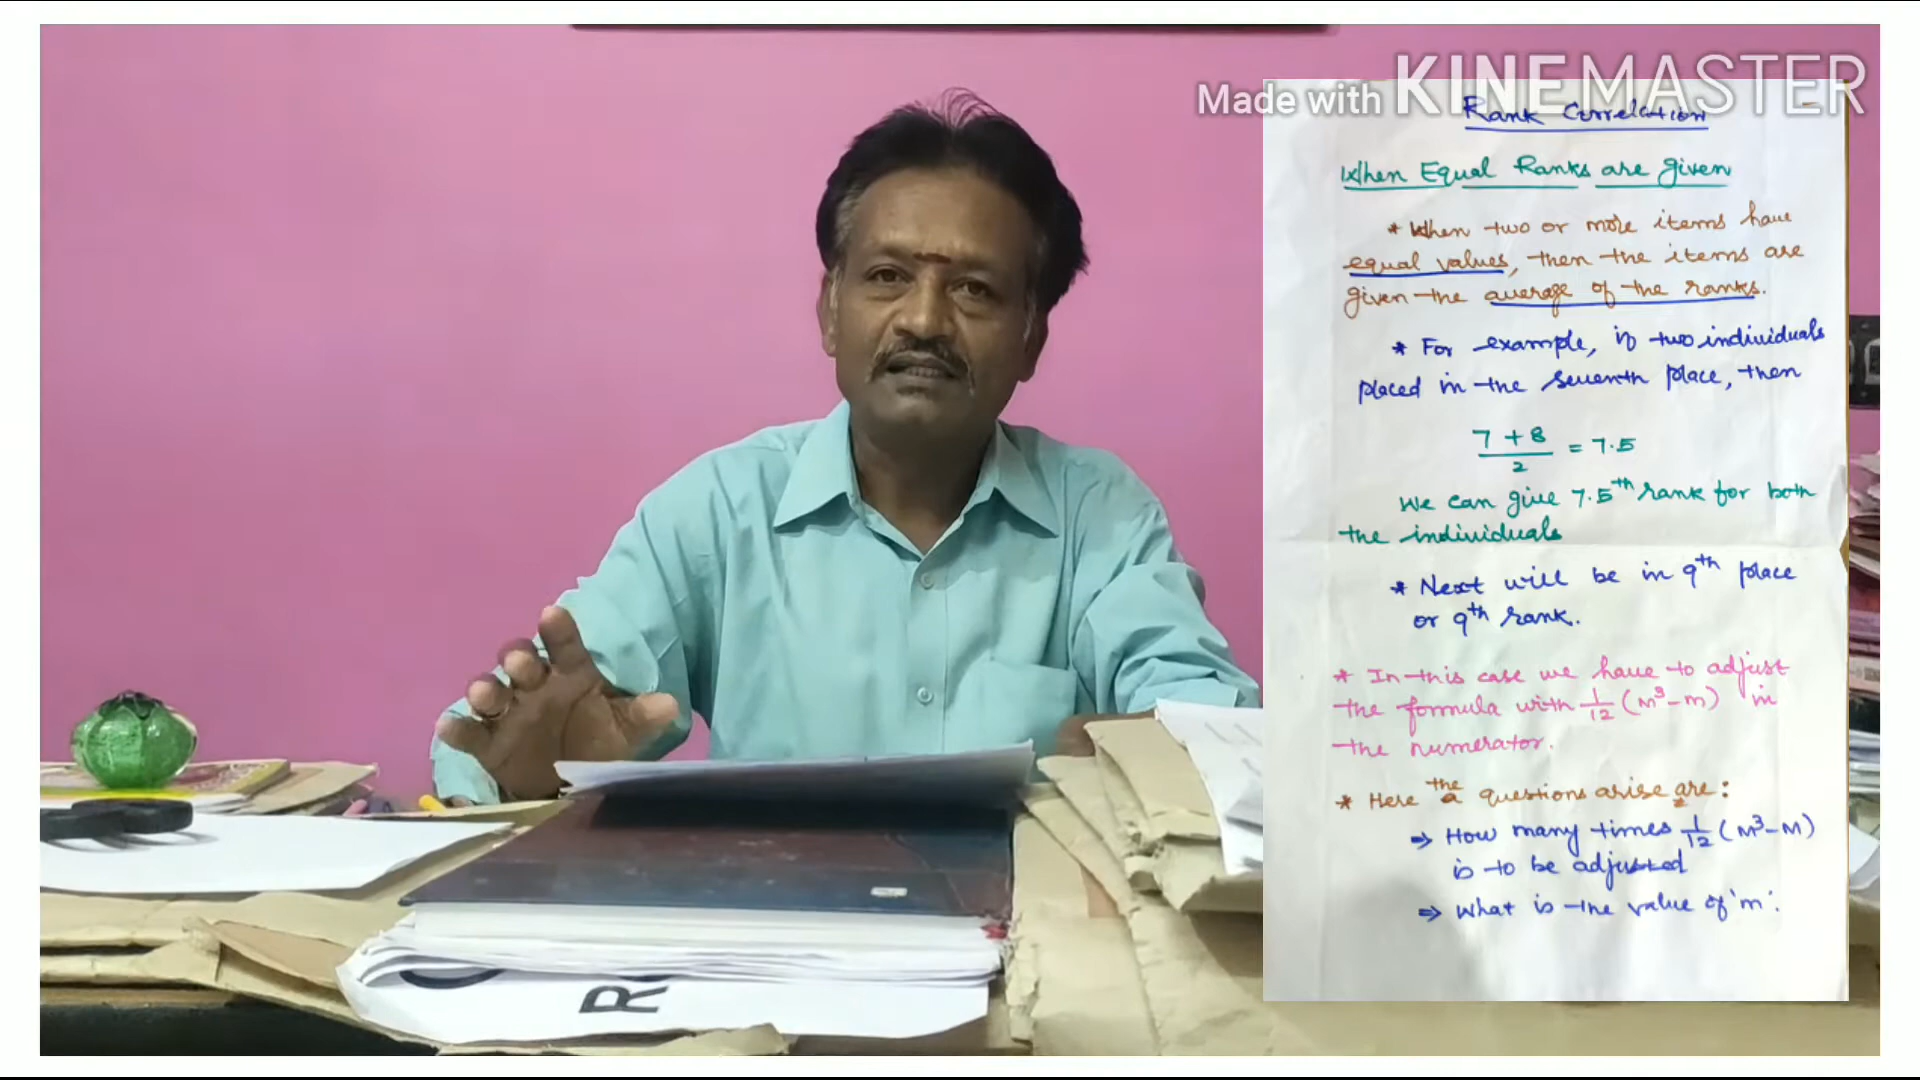 Made with KINEMASTER
Rank Correlation
When Equal Ranks are given
* When two or more items have
equal values, then the items are
given the average of the ranks.
* For example, if two individuals
placed in the seventh place, then
7 + 8 / 2 = 7.5
We can give 7.5th rank for both
the individuals
* Next will be in 9th place
or 9th rank.
* In this case we have to adjust
the formula with 1/12 (m³-m) in
the numerator.
* Here the questions arise are:
⇒ How many times 1/12 (m³-m)
is to be adjusted
⇒ What is the value of 'm'.
R